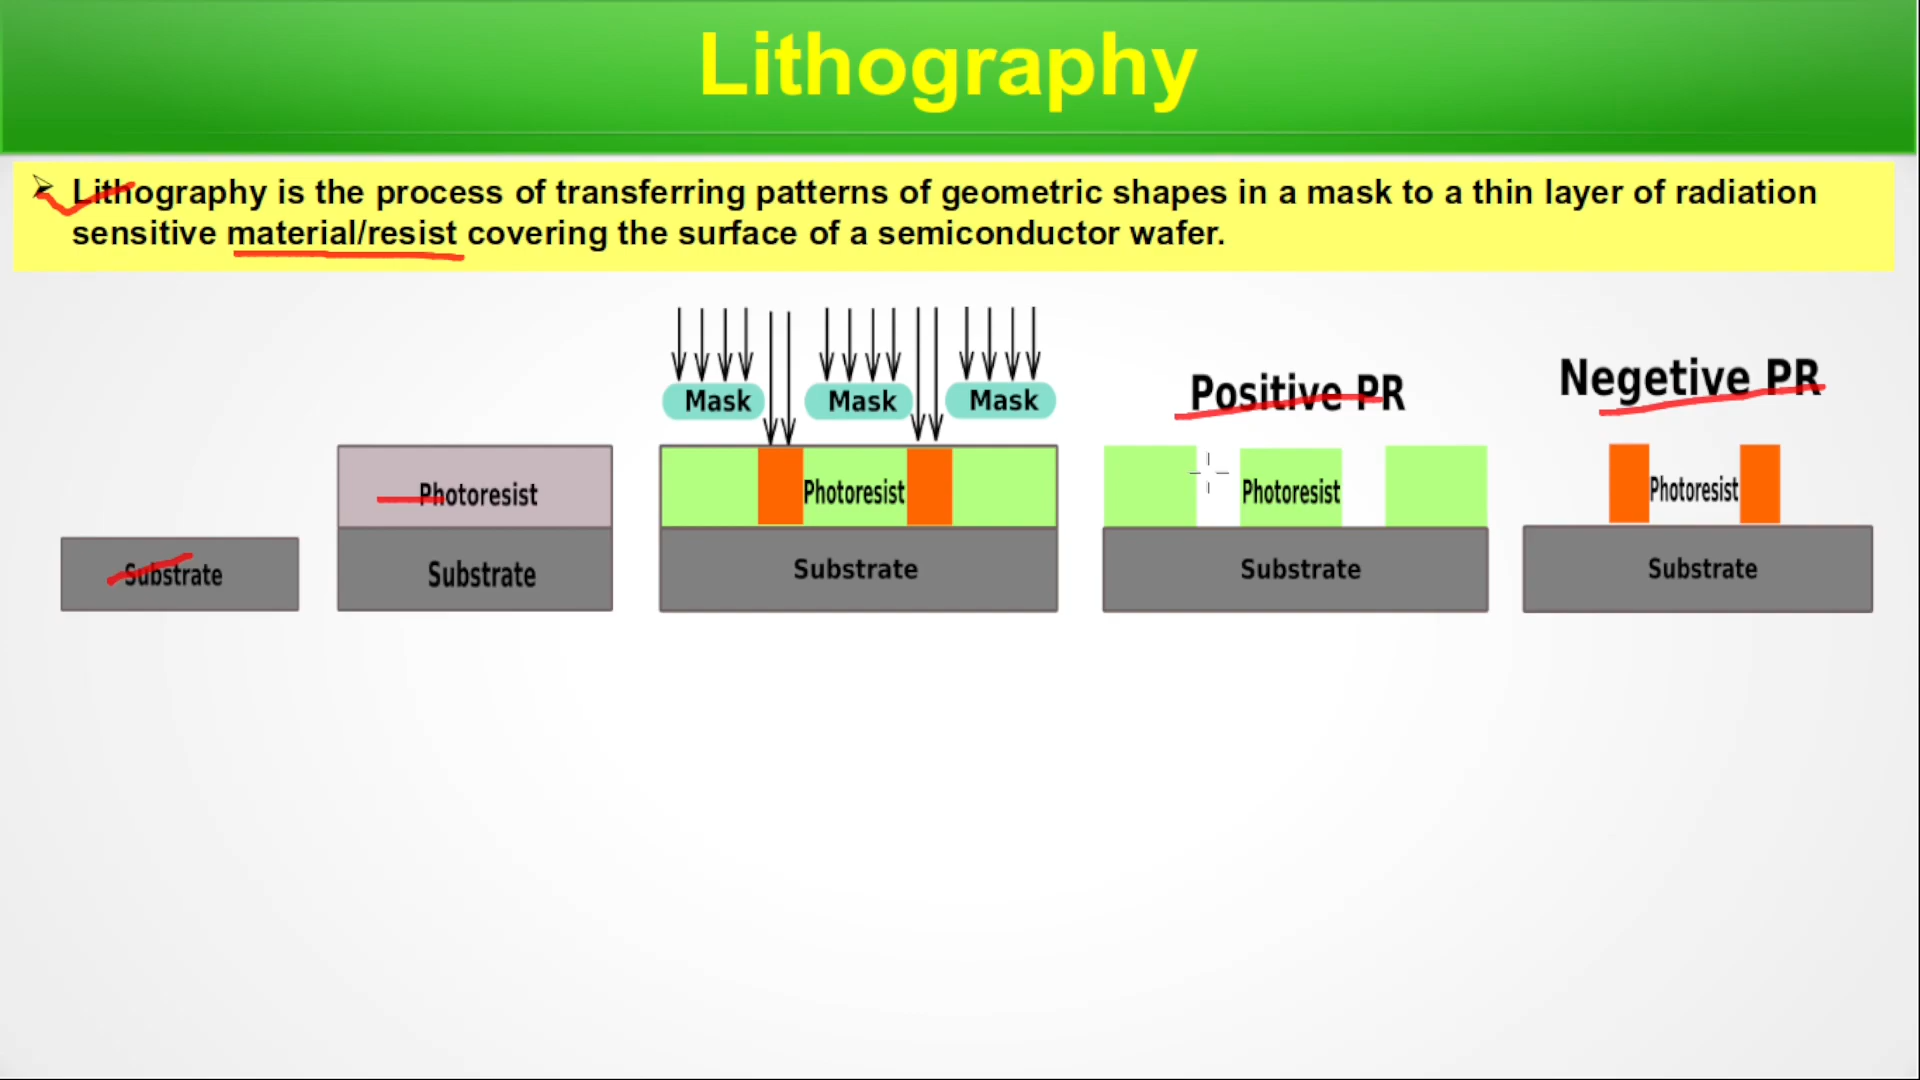 Lithography
Lithography is the process of transferring patterns of geometric shapes in a mask to a thin layer of radiation
sensitive material/resist covering the surface of a semiconductor wafer.
Substrate
Photoresist
Substrate
Mask Mask Mask
Photoresist
Substrate
Positive PR
Photoresist
Substrate
Negetive PR
Photoresist
Substrate